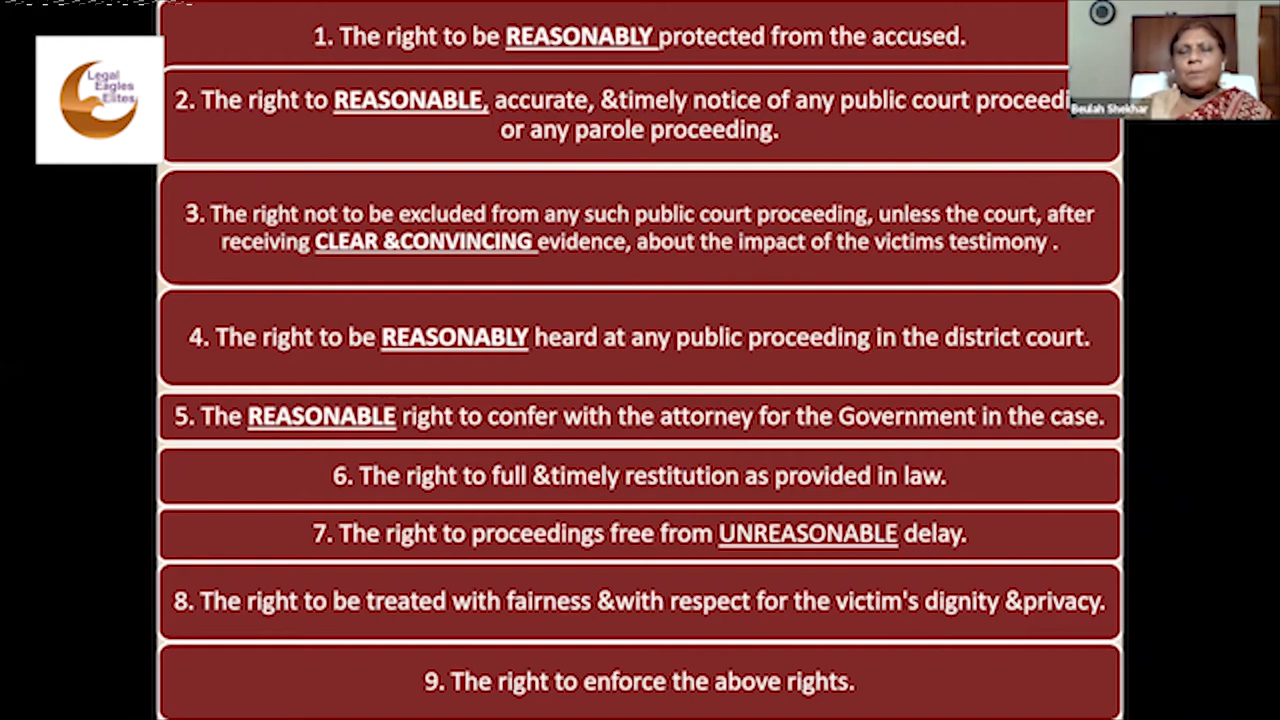 1. The right to be REASONABLY protected from the accused.
Legal
Eagles
Elites
2. The right to REASONABLE, accurate, &timely notice of any public court proceedi
or any parole proceeding.
Beulah Shekhar
3. The right not to be excluded from any such public court proceeding, unless the court, after
receiving CLEAR &CONVINCING evidence, about the impact of the victims testimony .
4. The right to be REASONABLY heard at any public proceeding in the district court.
5. The REASONABLE right to confer with the attorney for the Government in the case.
6. The right to full &timely restitution as provided in law.
7. The right to proceedings free from UNREASONABLE delay.
8. The right to be treated with fairness &with respect for the victim's dignity &privacy.
9. The right to enforce the above rights.